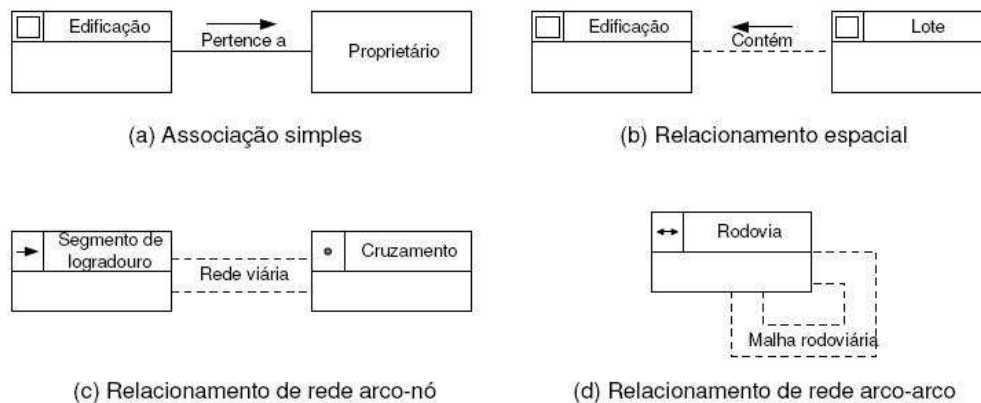 Edificação
Pertence a
Proprietário
Edificação
Contém
Lote
(a) Associação simples
(b) Relacionamento espacial
Segmento de
logradouro
Rede viária
Cruzamento
Rodovia
Malha rodoviária
(c) Relacionamento de rede arco-nó
(d) Relacionamento de rede arco-arco